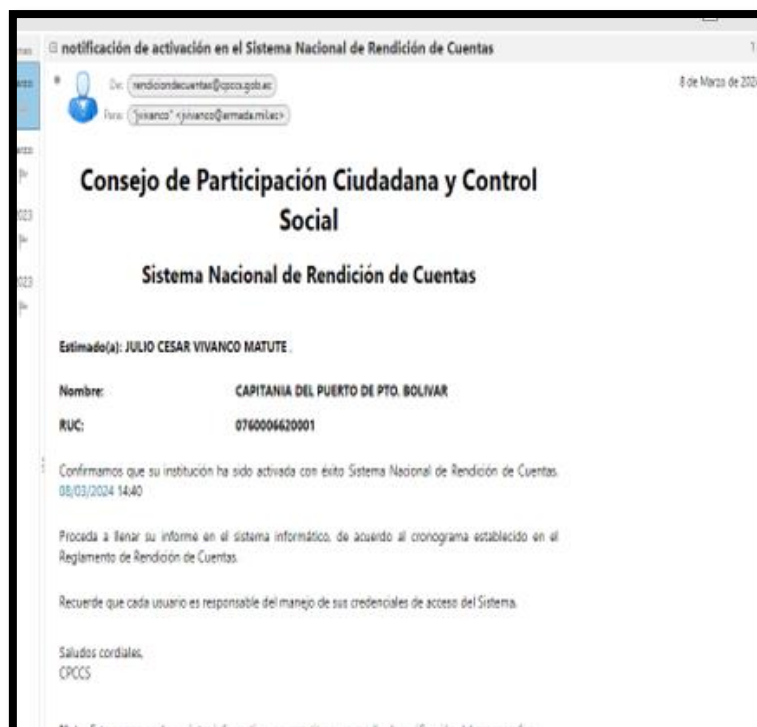 notificación de activación en el Sistema Nacional de Rendición de Cuentas
De: rendiciondecuentas@cpccs.gob.ec
8 de Marzo de 202
Para: "jvivanco" <jvivanco@armada.mil.ec>
Consejo de Participación Ciudadana y Control
Social
Sistema Nacional de Rendición de Cuentas
Estimado(a): JULIO CESAR VIVANCO MATUTE .
Nombre: CAPITANIA DEL PUERTO DE PTO. BOLIVAR
RUC: 0760006620001
Confirmamos que su institución ha sido activada con éxito Sistema Nacional de Rendición de Cuentas.
08/03/2024 14:40
Proceda a llenar su informe en el sistema informático, de acuerdo al cronograma establecido en el
Reglamento de Rendición de Cuentas.
Recuerde que cada usuario es responsable del manejo de sus credenciales de acceso del Sistema.
Saludos cordiales,
CPCCS